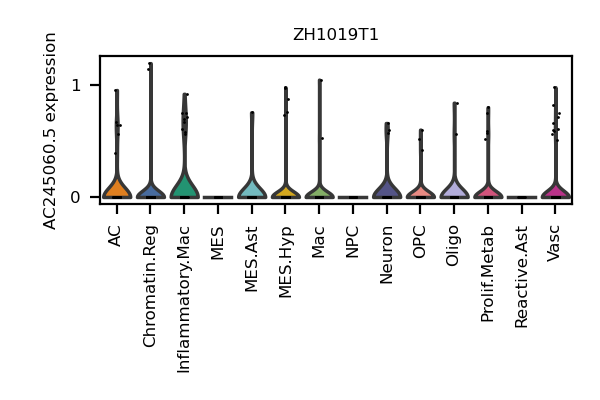 ZH1019T1
AC245060.5 expression
1
0
AC
Chromatin.Reg
Inflammatory.Mac
MES
MES.Ast
MES.Hyp
Mac
NPC
Neuron
OPC
Oligo
Prolif.Metab
Reactive.Ast
Vasc